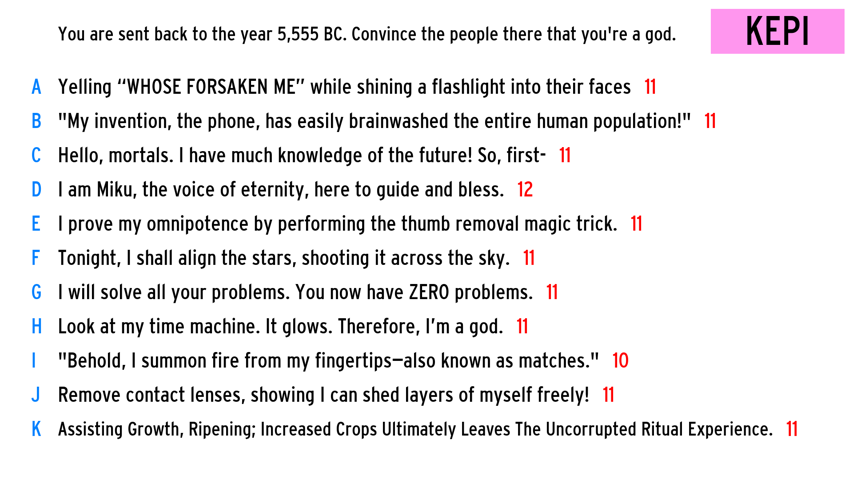 You are sent back to the year 5,555 BC. Convince the people there that you're a god.
KEPI
A Yelling “WHOSE FORSAKEN ME” while shining a flashlight into their faces 11
B "My invention, the phone, has easily brainwashed the entire human population!" 11
C Hello, mortals. I have much knowledge of the future! So, first- 11
D I am Miku, the voice of eternity, here to guide and bless. 12
E I prove my omnipotence by performing the thumb removal magic trick. 11
F Tonight, I shall align the stars, shooting it across the sky. 11
G I will solve all your problems. You now have ZERO problems. 11
H Look at my time machine. It glows. Therefore, I’m a god. 11
I "Behold, I summon fire from my fingertips—also known as matches." 10
J Remove contact lenses, showing I can shed layers of myself freely! 11
K Assisting Growth, Ripening; Increased Crops Ultimately Leaves The Uncorrupted Ritual Experience. 11